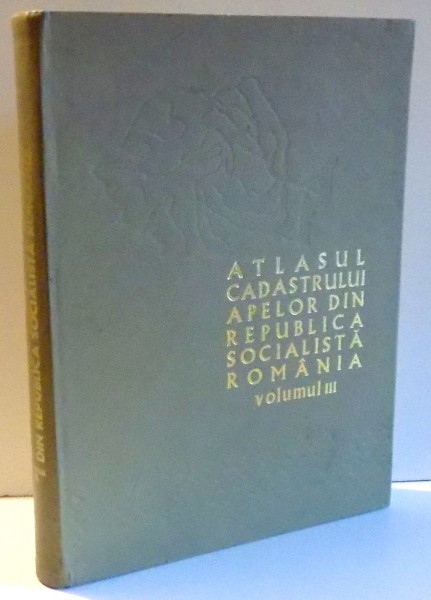 ATLASUL
CADASTRULUI
APELOR DIN
REPUBLICA
SOCIALISTĂ
ROMÂNIA
volumul III
DIN REPUBLICA SOCIALISTĂ